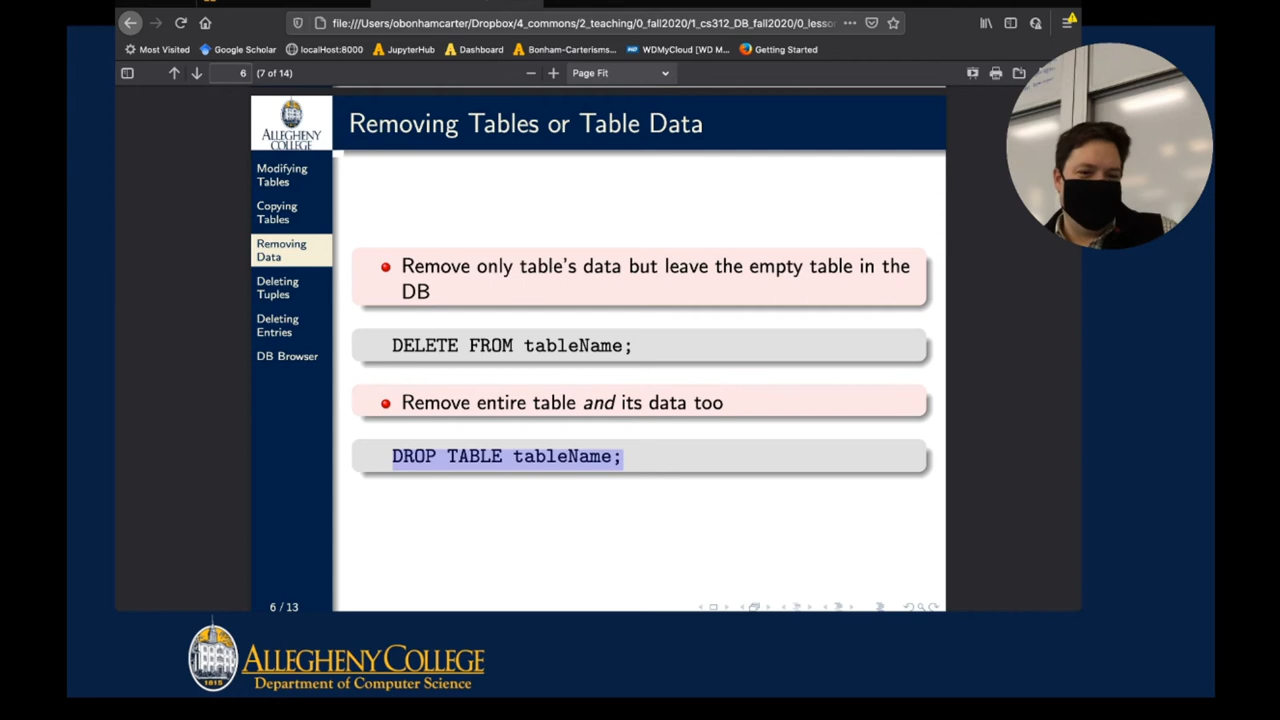 file:///Users/obonhamcarter/Dropbox/4_commons/2_teaching/0_fall2020/1_cs312_DB_fall2020/0_lesso
Most Visited Google Scholar localHost:8000 JupyterHub Dashboard Bonham-Carterisms... WDMyCloud [WD M... Getting Started
6 (7 of 14) Page Fit
ALLEGHENY
COLLEGE
Removing Tables or Table Data
Modifying
Tables
Copying
Tables
Removing
Data
Deleting
Tuples
Deleting
Entries
DB Browser
Remove only table's data but leave the empty table in the
DB
DELETE FROM tableName;
Remove entire table and its data too
DROP TABLE tableName;
6 / 13
1815
ALLEGHENY COLLEGE
Department of Computer Science